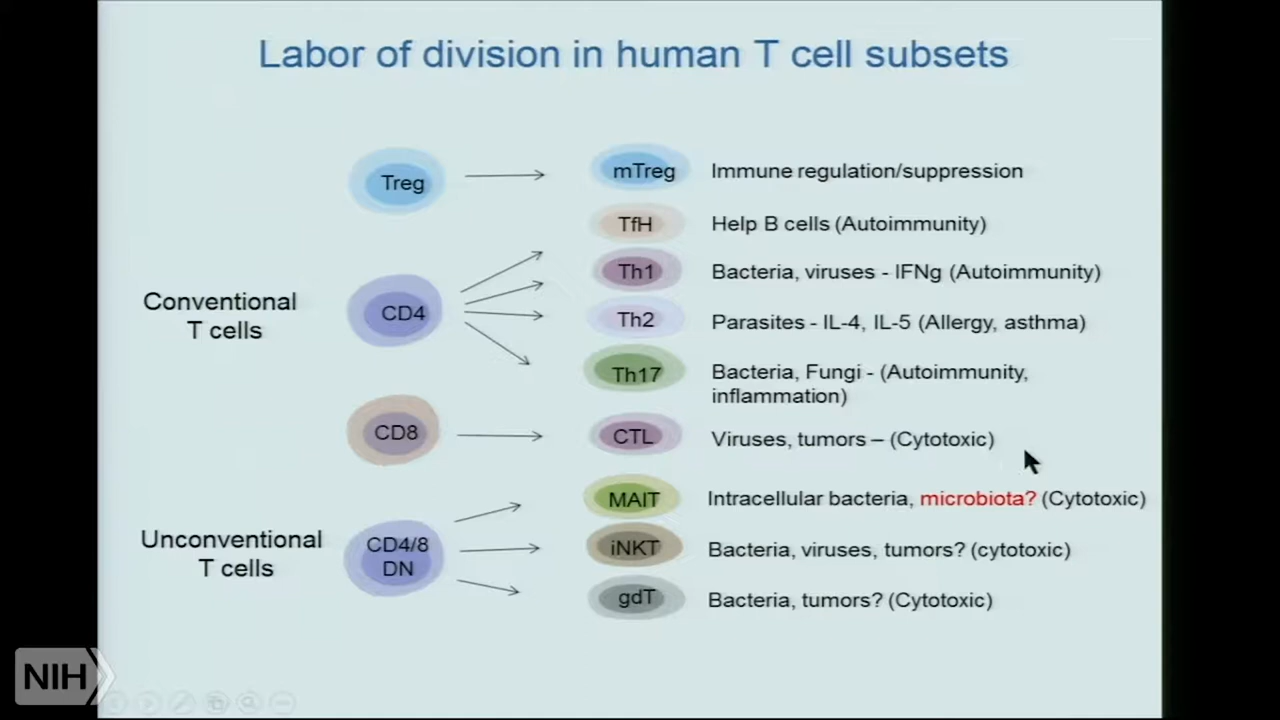 Labor of division in human T cell subsets
Treg
mTreg
Immune regulation/suppression
TfH
Help B cells (Autoimmunity)
Conventional
T cells
CD4
Th1
Bacteria, viruses - IFNg (Autoimmunity)
Th2
Parasites - IL-4, IL-5 (Allergy, asthma)
Th17
Bacteria, Fungi - (Autoimmunity,
inflammation)
CD8
CTL
Viruses, tumors – (Cytotoxic)
Unconventional
T cells
CD4/8
DN
MAIT
Intracellular bacteria, microbiota? (Cytotoxic)
iNKT
Bacteria, viruses, tumors? (cytotoxic)
gdT
Bacteria, tumors? (Cytotoxic)
NIH